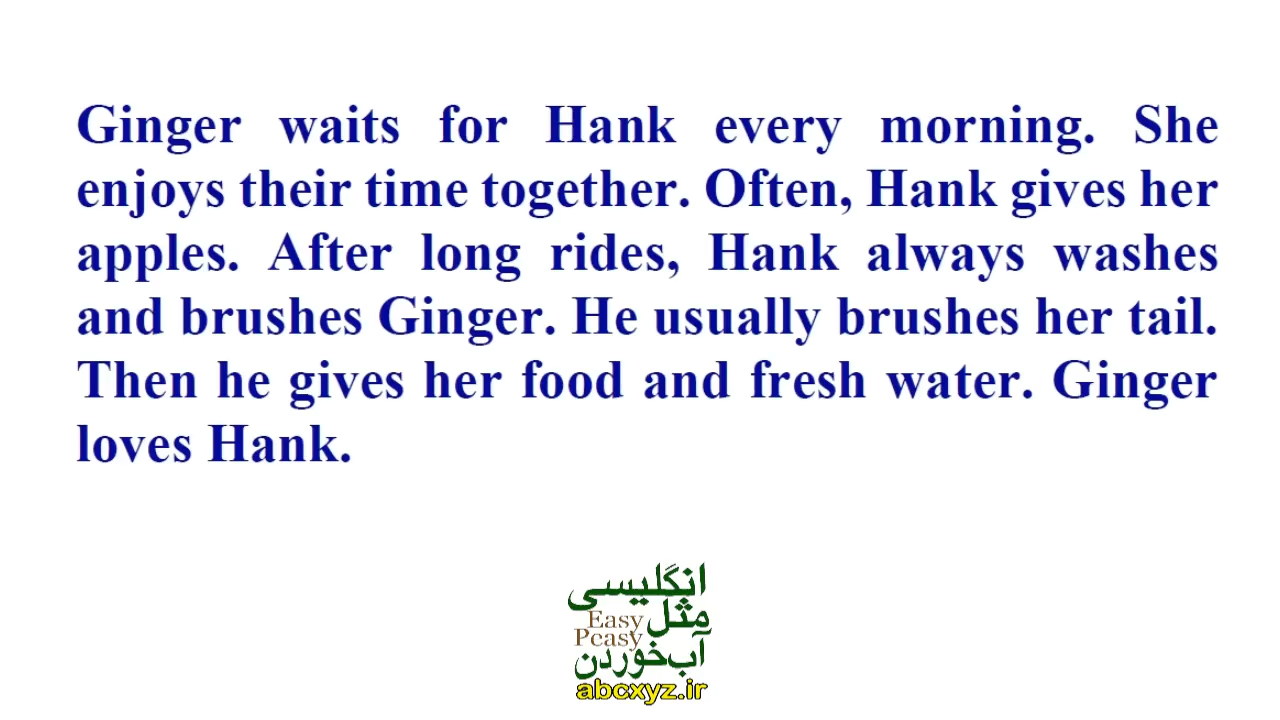 Ginger waits for Hank every morning. She
enjoys their time together. Often, Hank gives her
apples. After long rides, Hank always washes
and brushes Ginger. He usually brushes her tail.
Then he gives her food and fresh water. Ginger
loves Hank.
انگلیسی
مثل
Easy
Peasy
آب‌خوردن
abcxyz.ir